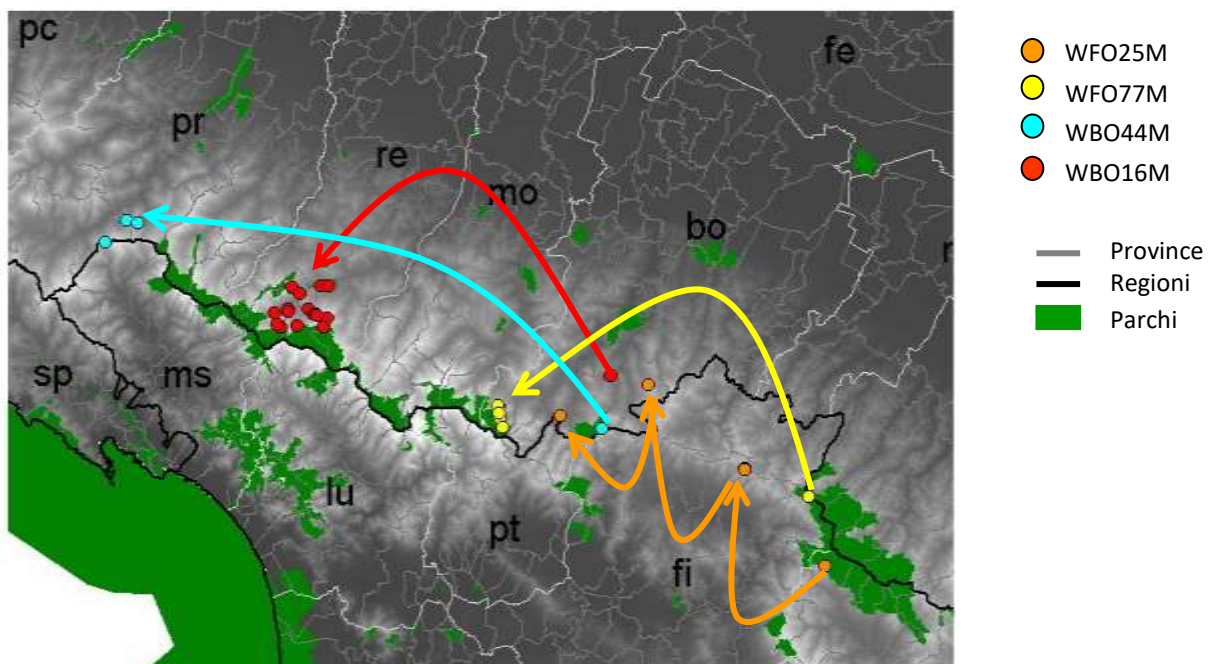 pc
fe
pr
re
mo
bo
r
sp
ms
lu
pt
fi
WFO25M
WFO77M
WBO44M
WBO16M
Province
Regioni
Parchi